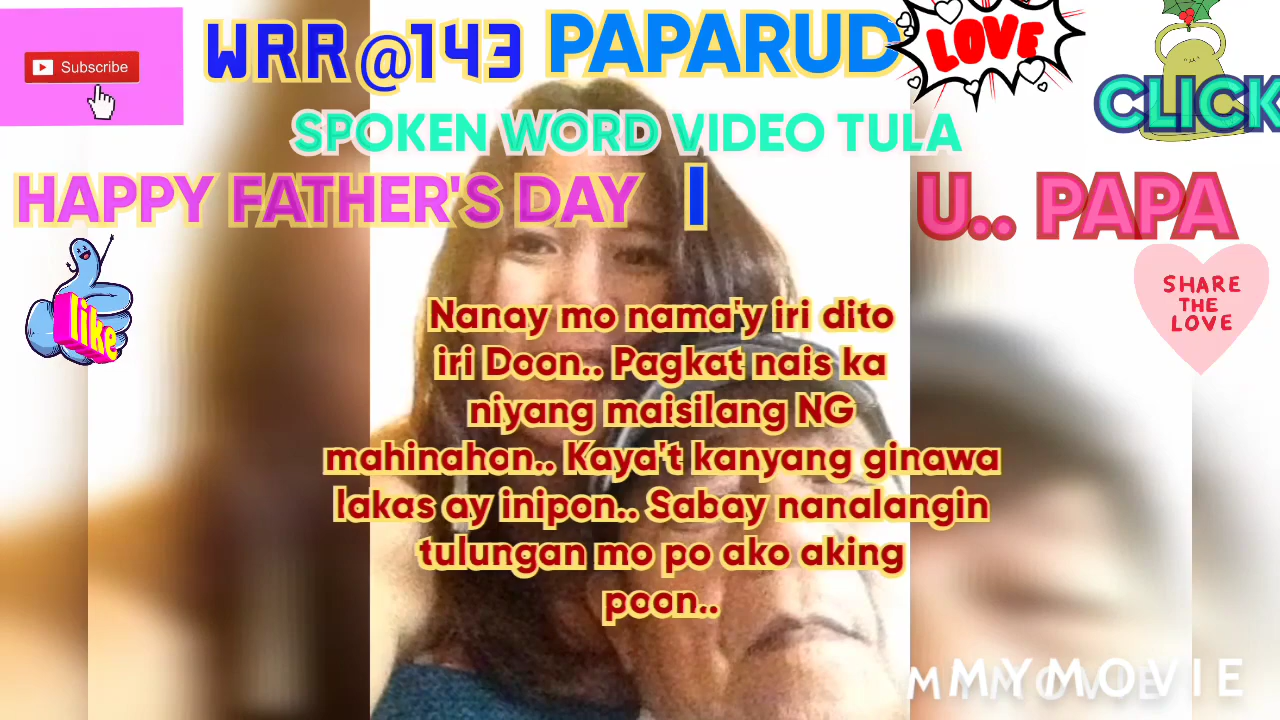 Subscribe
WRR@143 PAPARUD
LOVE
CLICK
SPOKEN WORD VIDEO TULA
HAPPY FATHER'S DAY I U.. PAPA
like
SHARE
THE
LOVE
Nanay mo nama'y iri dito
iri Doon.. Pagkat nais ka
niyang maisilang NG
mahinahon.. Kaya't kanyang ginawa
lakas ay inipon.. Sabay nanalangin
tulungan mo po ako aking
poon..
MYMOVIE